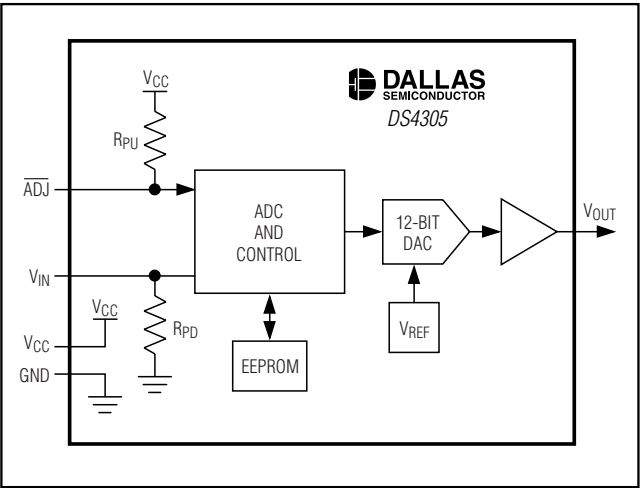 DALLAS
SEMICONDUCTOR
DS4305
VCC
RPU
ADJ
ADC
AND
CONTROL
12-BIT
DAC
VOUT
VIN
VCC
RPD
VREF
VCC
GND
EEPROM